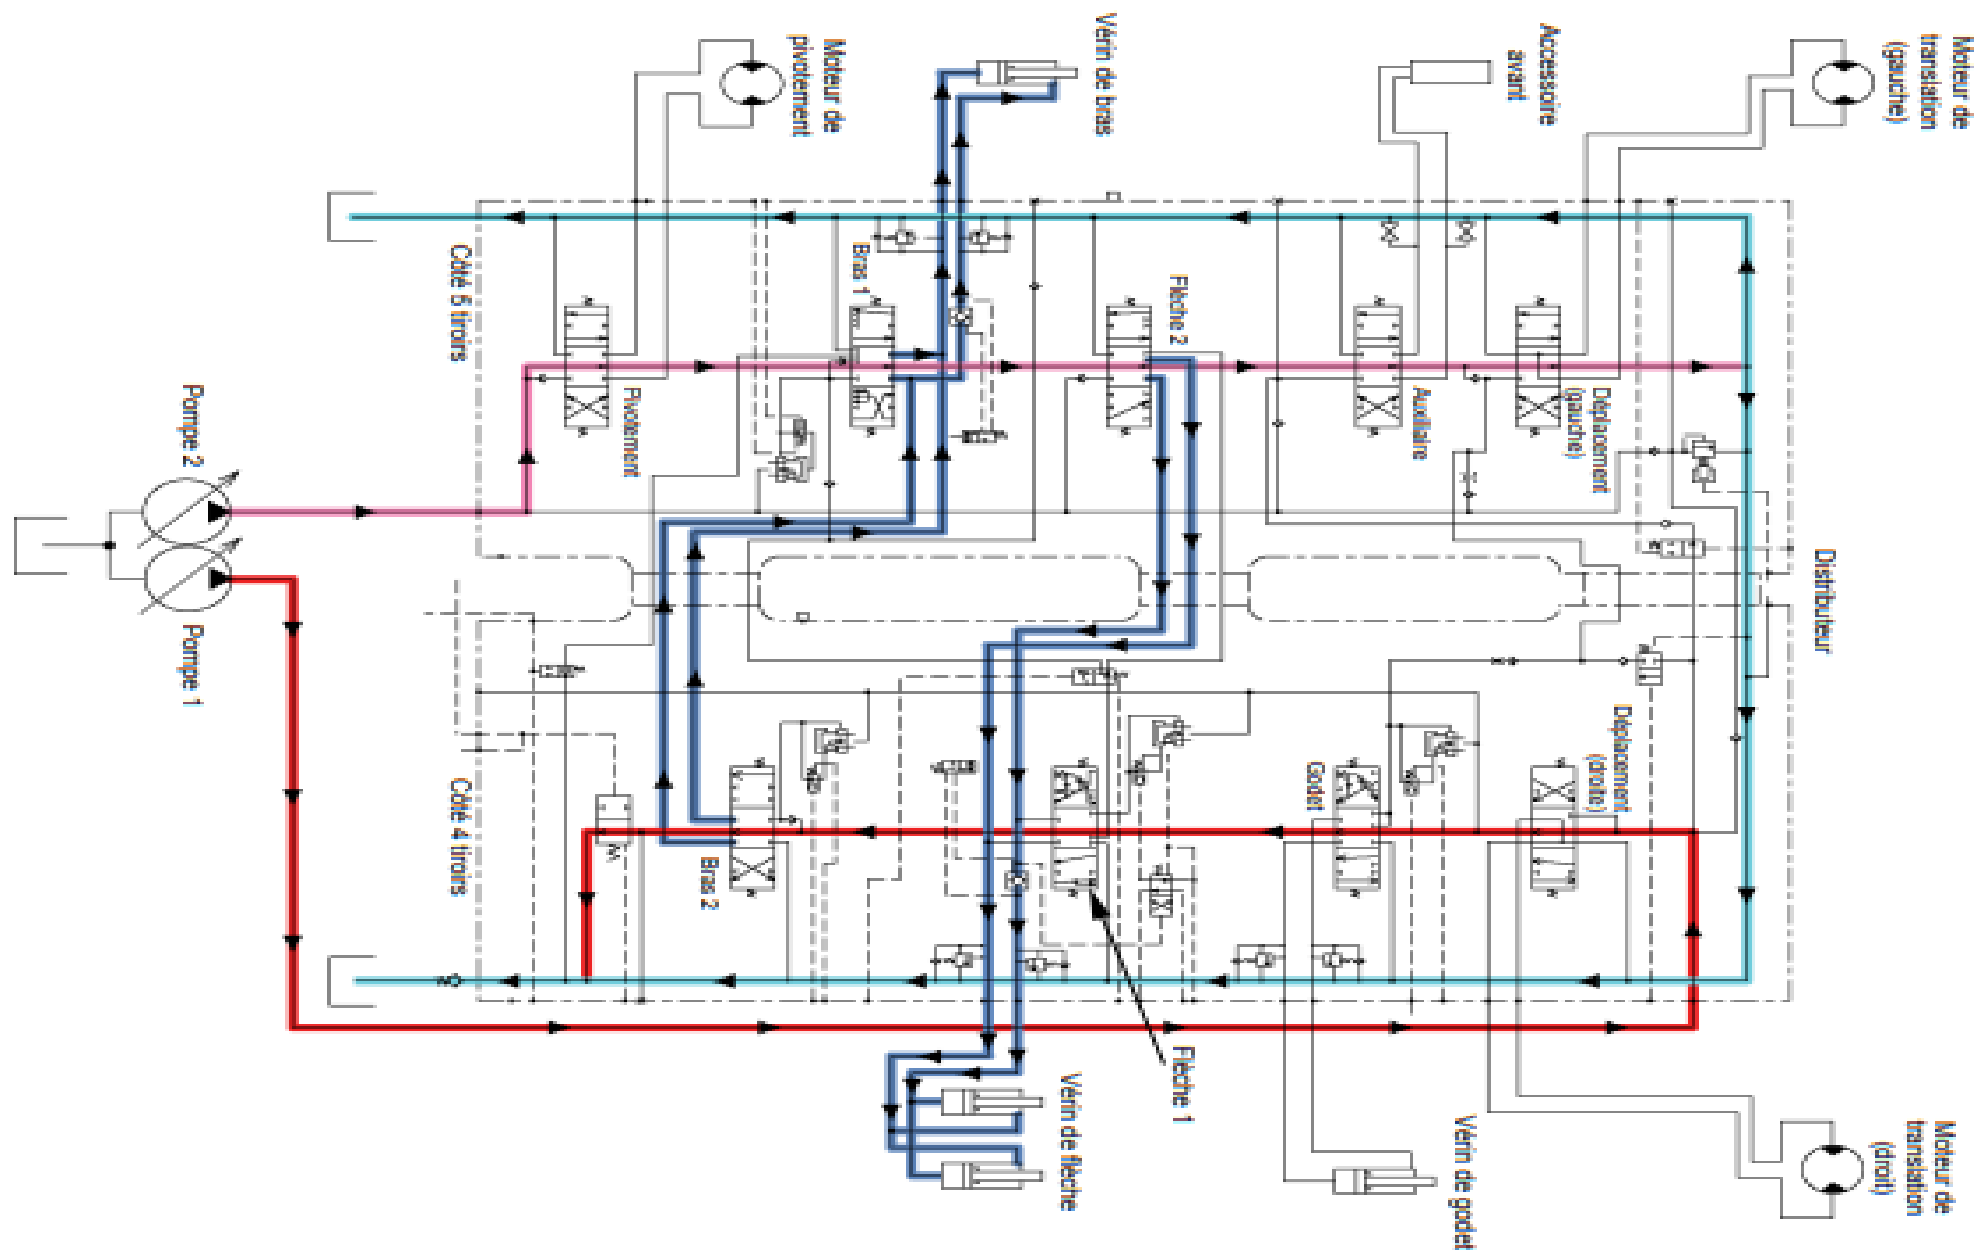 Moteur de
pivotement
Vérin de bras
Accessoire
avant
Moteur de
translation
(gauche)
Côté 5 tiroirs
Bras 1
Flèche 2
Pivotement
Auxiliaire
Déplacement
(gauche)
Pompe 2
Pompe 1
Distributeur
Côté 4 tiroirs
Bras 2
Godet
Déplacement
(droite)
Flèche 1
Vérin de flèche
Vérin de godet
Moteur de
translation
(droit)